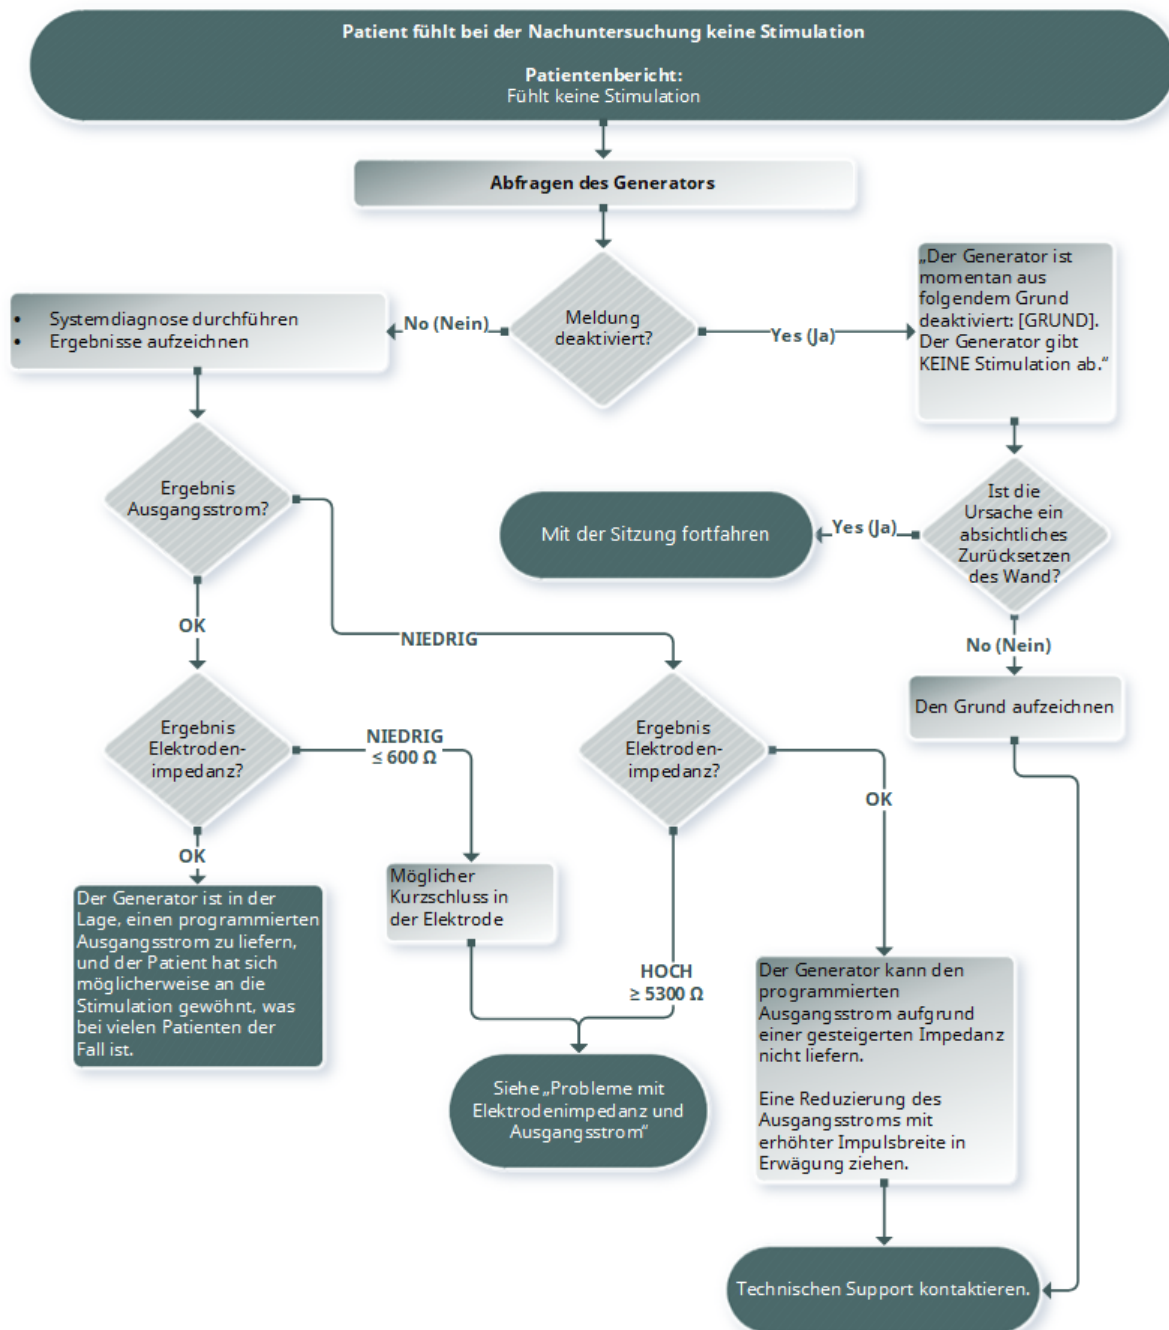 Patient fühlt bei der Nachuntersuchung keine Stimulation
Patientenbericht:
Fühlt keine Stimulation
Abfragen des Generators
Meldung
deaktiviert?
No (Nein)
Yes (Ja)
• Systemdiagnose durchführen
• Ergebnisse aufzeichnen
„Der Generator ist
momentan aus
folgendem Grund
deaktiviert: [GRUND].
Der Generator gibt
KEINE Stimulation ab.“
Ergebnis
Ausgangsstrom?
Ist die
Ursache ein
absichtliches
Zurücksetzen
des Wand?
Yes (Ja)
Mit der Sitzung fortfahren
No (Nein)
Den Grund aufzeichnen
OK
NIEDRIG
Ergebnis
Elektroden-
impedanz?
NIEDRIG
≤ 600 Ω
Ergebnis
Elektroden-
impedanz?
OK
OK
Der Generator ist in der
Lage, einen programmierten
Ausgangsstrom zu liefern,
und der Patient hat sich
möglicherweise an die
Stimulation gewöhnt, was
bei vielen Patienten der
Fall ist.
Möglicher
Kurzschluss in
der Elektrode
HOCH
≥ 5300 Ω
Der Generator kann den
programmierten
Ausgangsstrom aufgrund
einer gesteigerten Impedanz
nicht liefern.
Eine Reduzierung des
Ausgangsstroms mit
erhöhter Impulsbreite in
Erwägung ziehen.
Siehe „Probleme mit
Elektrodenimpedanz und
Ausgangsstrom“
Technischen Support kontaktieren.